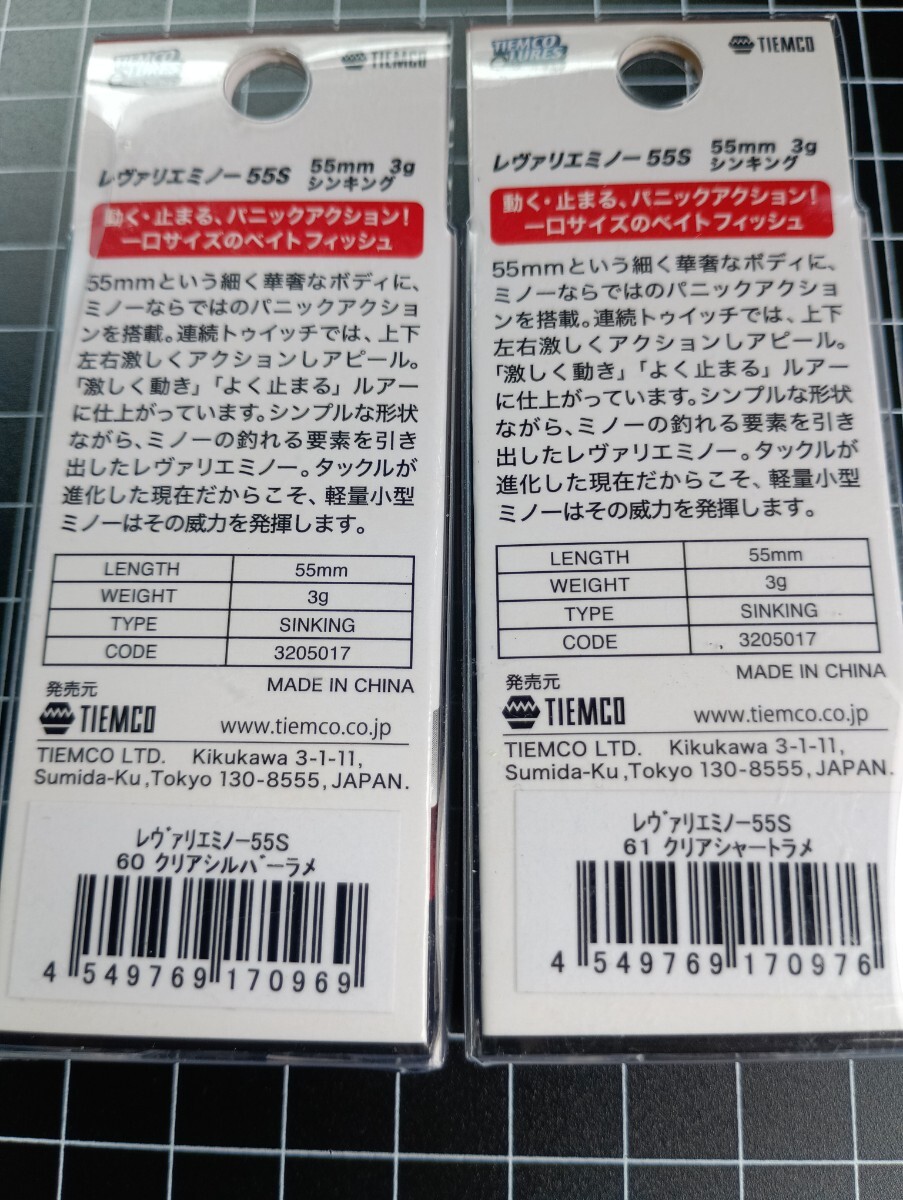 TIEMCO
LURES
TIEMCO
レヴァリエミノー 55S
55mm 3g
シンキング
動く・止まる、パニックアクション!
一口サイズのベイトフィッシュ
55mmという細く華奢なボディに、
ミノーならではのパニックアクショ
ンを搭載。連続トゥイッチでは、上下
左右激しくアクションしアピール。
「激しく動き」「よく止まる」ルアー
に仕上がっています。シンプルな形状
ながら、ミノーの釣れる要素を引き
出したレヴァリエミノー。タックルが
進化した現在だからこそ、軽量小型
ミノーはその威力を発揮します。
LENGTH 55mm
WEIGHT 3g
TYPE SINKING
CODE 3205017
発売元
MADE IN CHINA
TIEMCO
www.tiemco.co.jp
TIEMCO LTD. Kikukawa 3-1-11,
Sumida-Ku,Tokyo 130-8555, JAPAN.
レヴァリエミノー55S
60 クリアシルバーラメ
4 549769 170969
TIEMCO
LURES
TIEMCO
レヴァリエミノー 55S
55mm 3g
シンキング
動く・止まる、パニックアクション!
一口サイズのベイトフィッシュ
55mmという細く華奢なボディに、
ミノーならではのパニックアクショ
ンを搭載。連続トゥイッチでは、上下
左右激しくアクションしアピール。
「激しく動き」「よく止まる」ルアー
に仕上がっています。シンプルな形状
ながら、ミノーの釣れる要素を引き
出したレヴァリエミノー。タックルが
進化した現在だからこそ、軽量小型
ミノーはその威力を発揮します。
LENGTH 55mm
WEIGHT 3g
TYPE SINKING
CODE 3205017
発売元
MADE IN CHINA
TIEMCO
www.tiemco.co.jp
TIEMCO LTD. Kikukawa 3-1-11,
Sumida-Ku,Tokyo 130-8555, JAPAN.
レヴァリエミノー55S
61 クリアシャートラメ
4 549769 170976